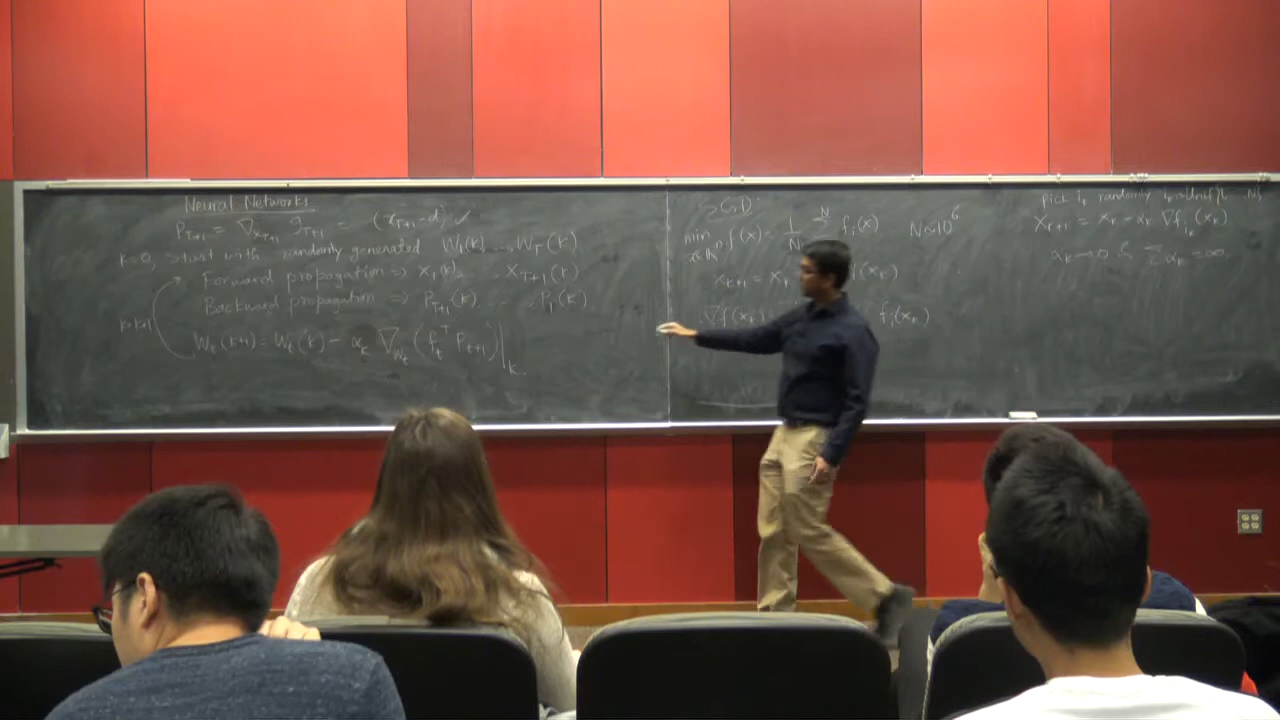 Neural Networks
P_{T+1} = ∇_{x_{T+1}} g_{T+1} = (x_{T+1} - d) ✓
k=0, start with randomly generated W_1(k) ... W_T(k)
Forward propagation ⇒ x_1(k) ... x_{T+1}(k)
Backward propagation ⇒ P_{T+1}(k) ... P_1(k)
k=k+1
W_t(k+1) = W_t(k) - α_k ∇_{W_t} (f_t^T P_{t+1}) |_k
SGD:
min f(x) = 1/N Σ^N f_i(x) N~10^6
x_{k+1} = x_k f(x_k)
∇f(x_k) f_i(x_k)
pick i_k randomly
x_{k+1} = x_k - α_k ∇f_{i_k}(x_k)
α_k → 0 & Σα_k = ∞